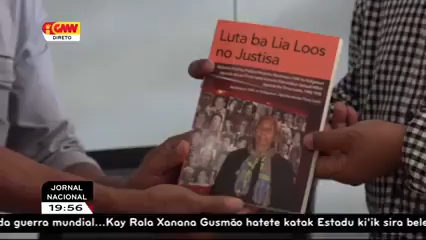 GMN
DIRETO
Luta ba Lia Loos
no Justisa
JORNAL
NACIONAL
19:56
da guerra mundial...Kay Rala Xanana Gusmão hatete katak Estadu ki'ik sira bele